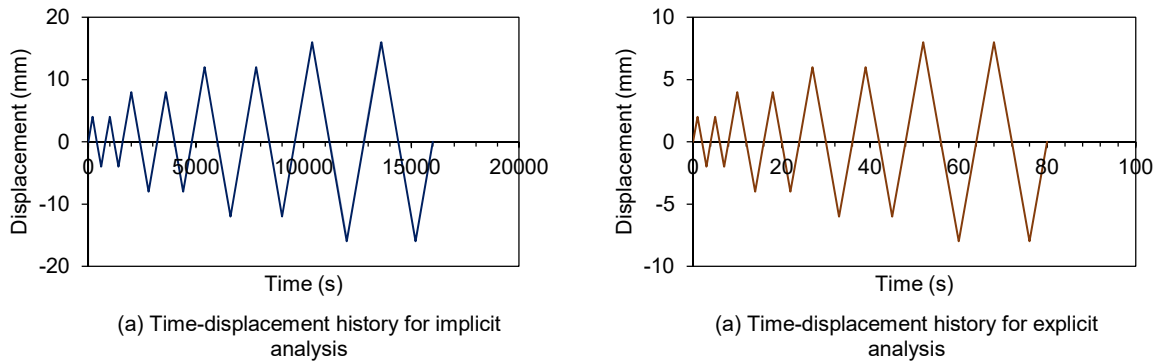 20
10
0
-10
-20
0
5000
10000
15000
20000
Displacement (mm)
Time (s)
(a) Time-displacement history for implicit
analysis
10
5
0
-5
-10
0
20
40
60
80
100
Displacement (mm)
Time (s)
(a) Time-displacement history for explicit
analysis